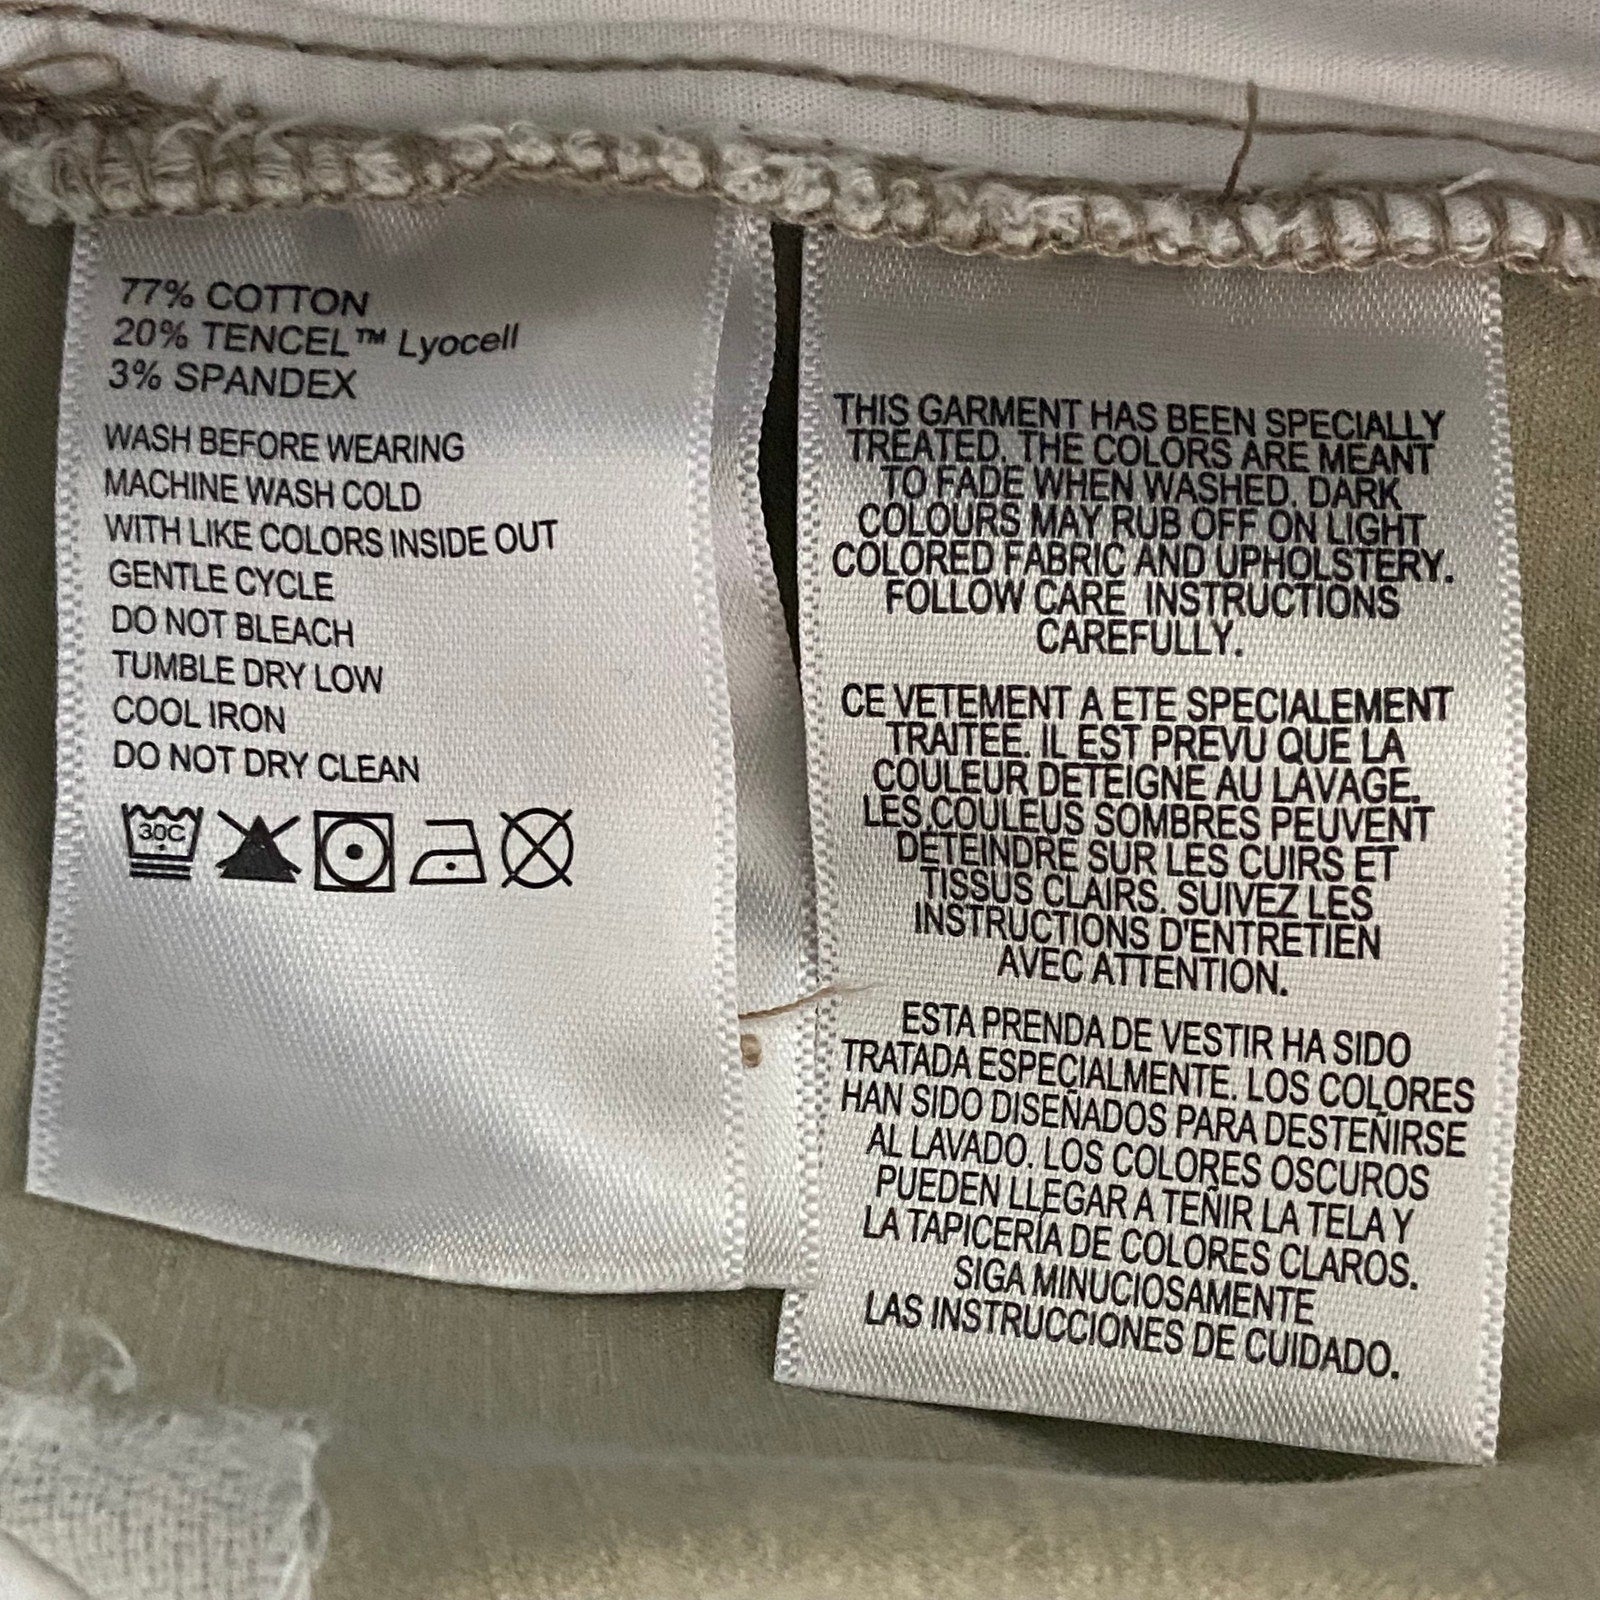 77% COTTON
20% TENCEL™ Lyocell
3% SPANDEX
WASH BEFORE WEARING
MACHINE WASH COLD
WITH LIKE COLORS INSIDE OUT
GENTLE CYCLE
DO NOT BLEACH
TUMBLE DRY LOW
COOL IRON
DO NOT DRY CLEAN
30C
THIS GARMENT HAS BEEN SPECIALLY
TREATED. THE COLORS ARE MEANT
TO FADE WHEN WASHED. DARK
COLOURS MAY RUB OFF ON LIGHT
COLORED FABRIC AND UPHOLSTERY.
FOLLOW CARE INSTRUCTIONS
CAREFULLY.
CE VETEMENT A ETE SPECIALEMENT
TRAITEE. IL EST PREVU QUE LA
COULEUR DETEIGNE AU LAVAGE.
LES COULEUS SOMBRES PEUVENT
DETEINDRE SUR LES CUIRS ET
TISSUS CLAIRS. SUIVEZ LES
INSTRUCTIONS D'ENTRETIEN
AVEC ATTENTION.
ESTA PRENDA DE VESTIR HA SIDO
TRATADA ESPECIALMENTE. LOS COLORES
HAN SIDO DISEÑADOS PARA DESTEÑIRSE
AL LAVADO. LOS COLORES OSCUROS
PUEDEN LLEGAR A TEÑIR LA TELA Y
LA TAPICERÍA DE COLORES CLAROS.
SIGA MINUCIOSAMENTE
LAS INSTRUCCIONES DE CUIDADO.